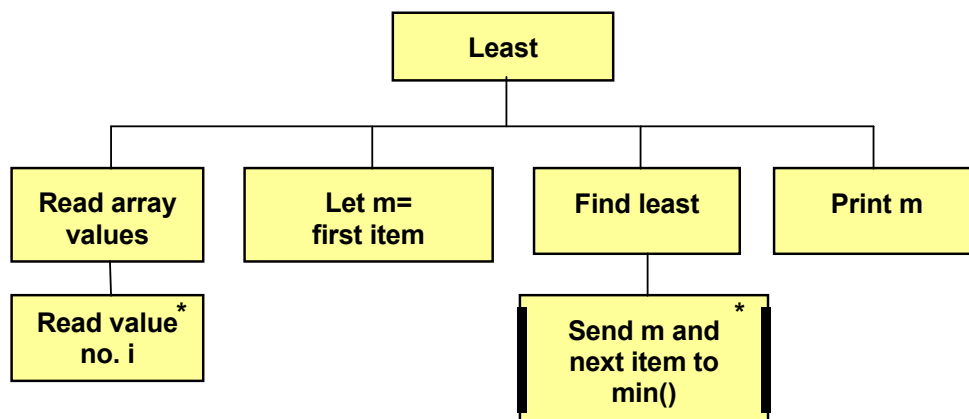 Least
Read array
values
Let m=
first item
Find least
Print m
Read value*
no. i
*
Send m and
next item to
min()